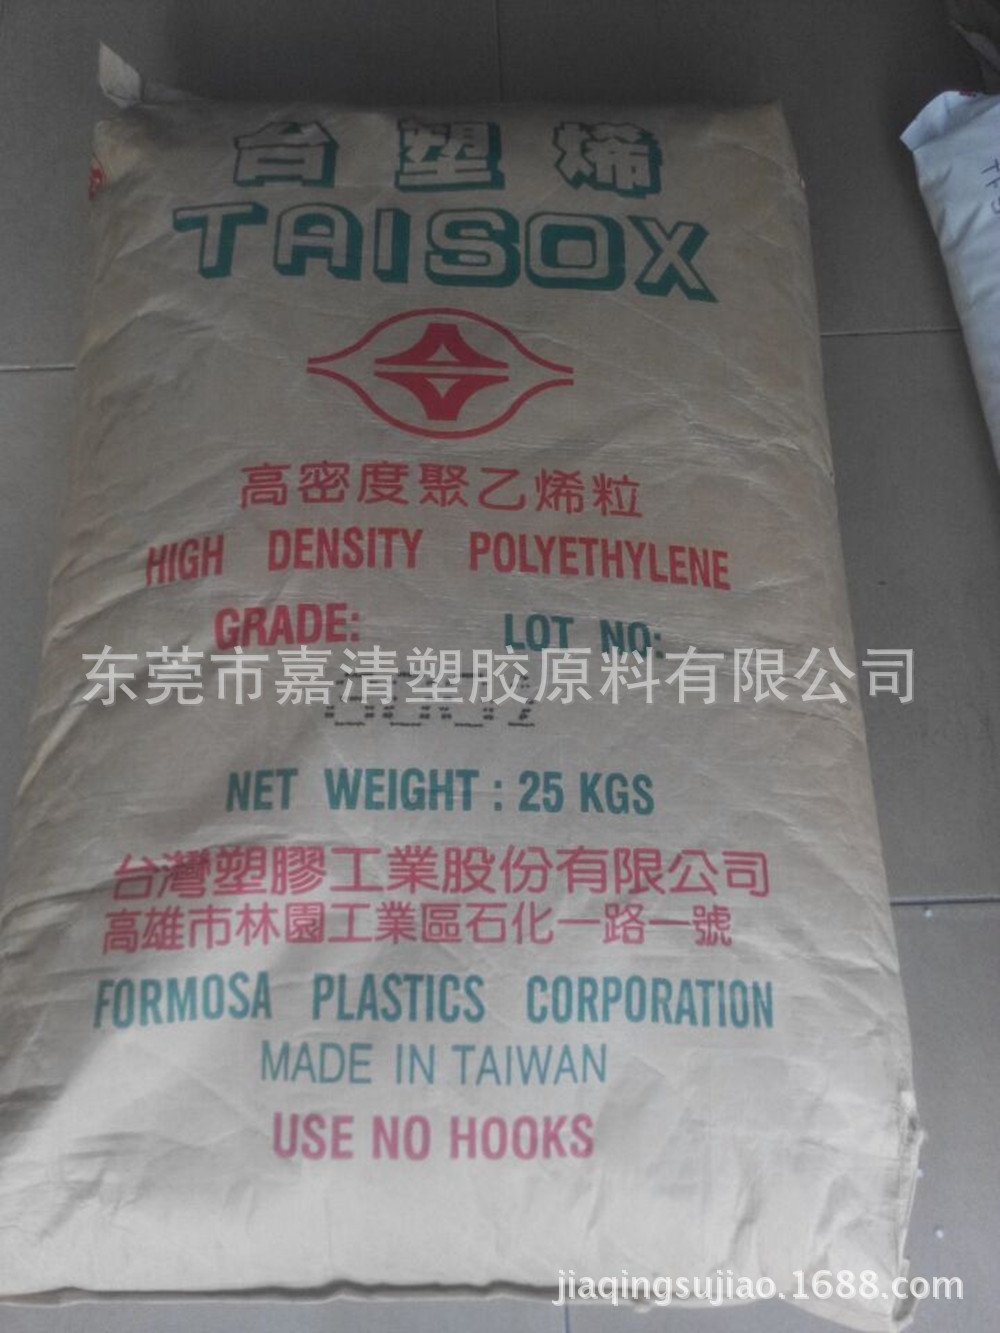 台塑烯
TAISOX
高密度聚乙烯粒
HIGH DENSITY POLYETHYLENE
GRADE: LOT NO:
东莞市嘉清塑胶原料有限公司
NET WEIGHT : 25 KGS
台灣塑膠工業股份有限公司
高雄市林園工業區石化一路一號
FORMOSA PLASTICS CORPORATION
MADE IN TAIWAN
USE NO HOOKS
jiaqingsujiao.1688.com